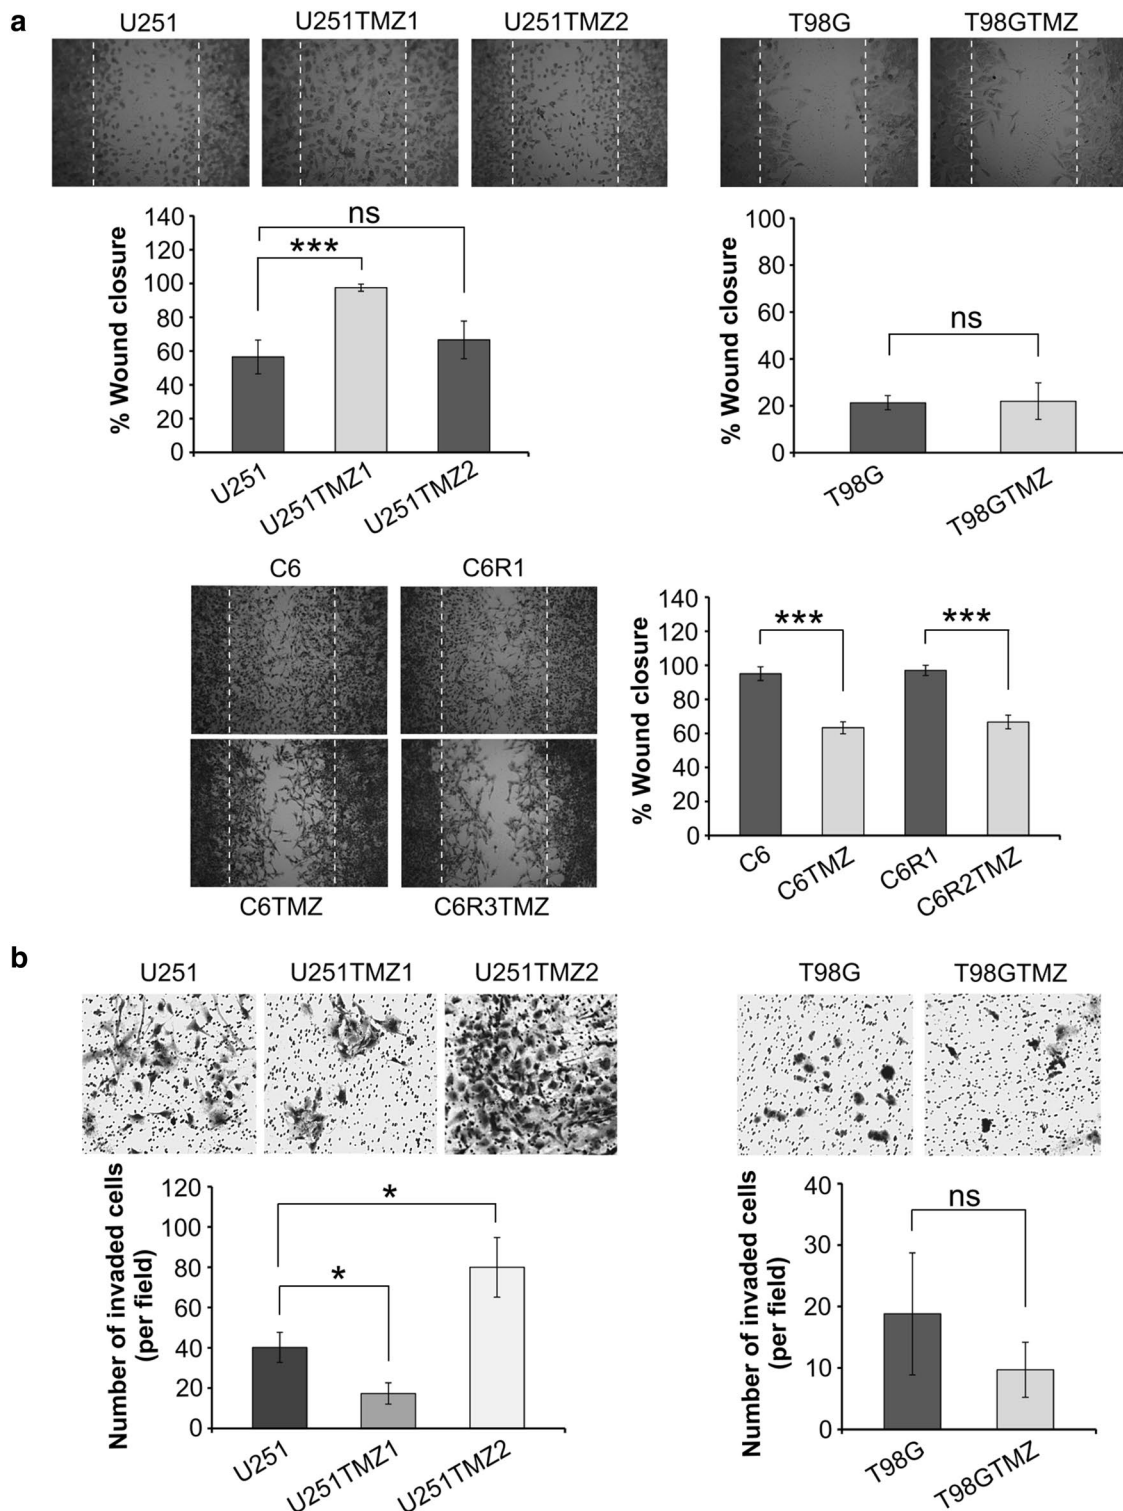 a
U251 U251TMZ1 U251TMZ2 T98G T98GTMZ
% Wound closure
140
120
100
80
60
40
20
0
ns
***
U251
U251TMZ1
U251TMZ2
% Wound closure
100
80
60
40
20
0
ns
T98G
T98GTMZ
C6 C6R1
C6TMZ C6R3TMZ
% Wound closure
140
120
100
80
60
40
20
0
*** ***
C6
C6TMZ
C6R1
C6R2TMZ
b
U251 U251TMZ1 U251TMZ2 T98G T98GTMZ
Number of invaded cells
(per field)
120
100
80
60
40
20
0
*
*
U251
U251TMZ1
U251TMZ2
Number of invaded cells
(per field)
40
30
20
10
0
ns
T98G
T98GTMZ